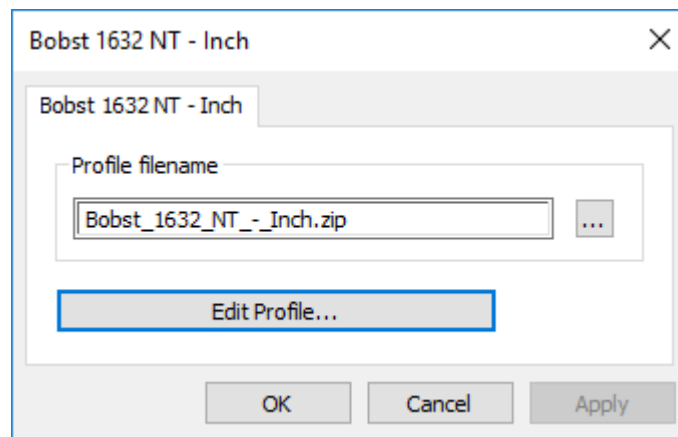 Bobst 1632 NT - Inch
Bobst 1632 NT - Inch
Profile filename
Bobst_1632_NT_-_Inch.zip
...
Edit Profile...
OK Cancel Apply